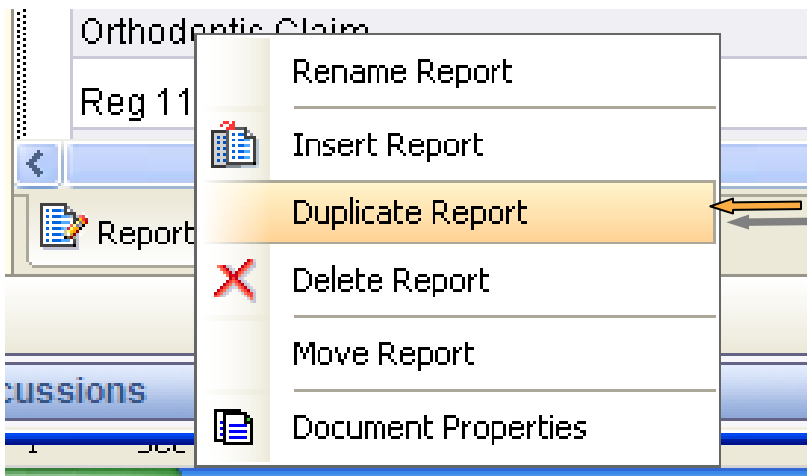 Orthodontic Claim
Rename Report
Reg 11
Insert Report
Duplicate Report
Report
Delete Report
Move Report
cussions
Document Properties